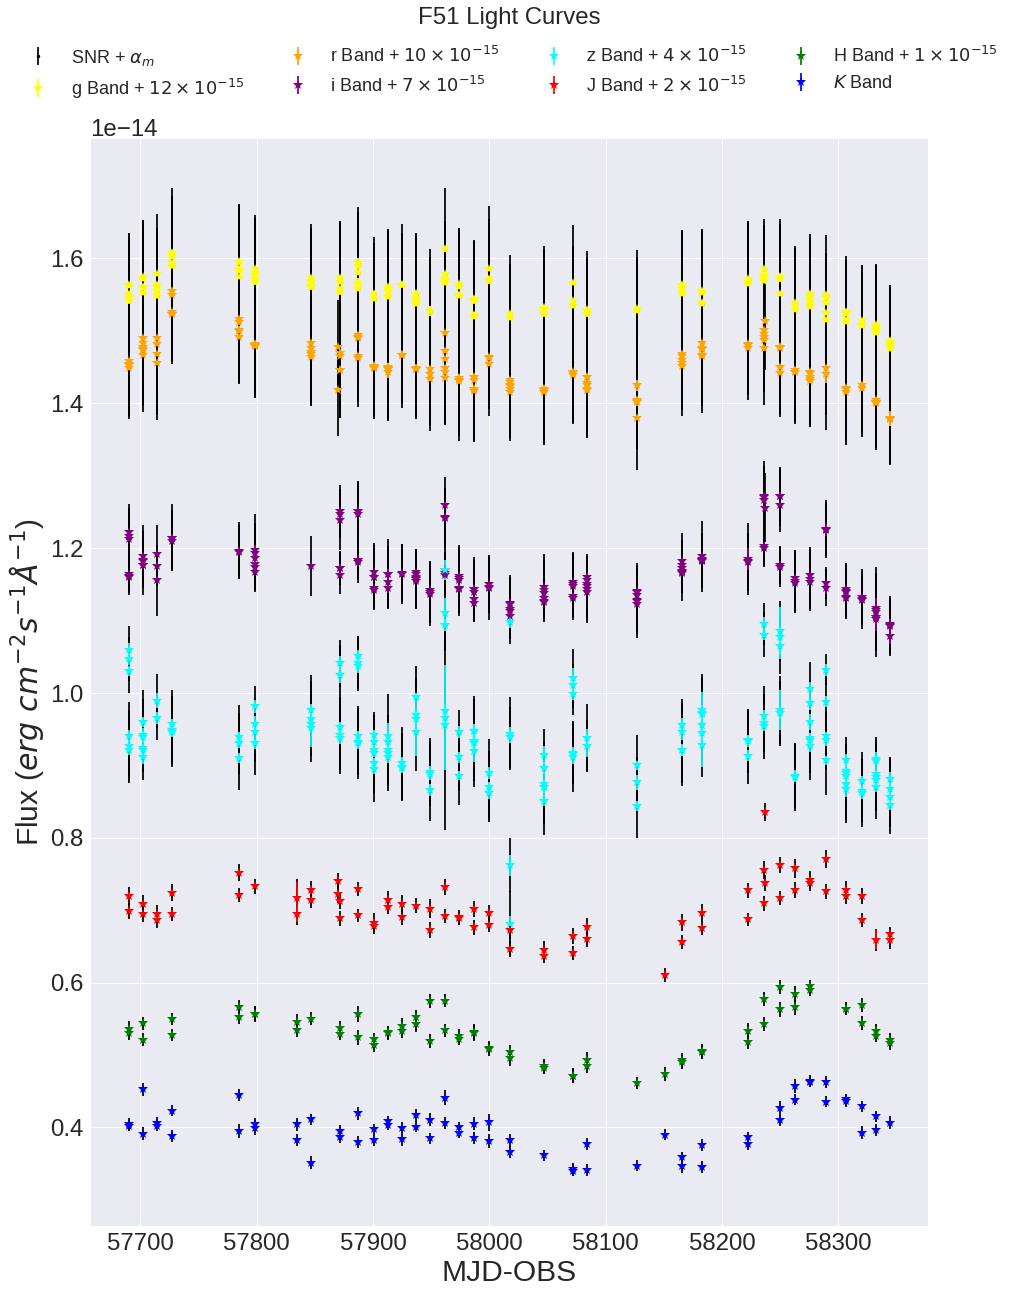 F51 Light Curves
SNR + α_m r Band + 10 × 10⁻¹⁵ z Band + 4 × 10⁻¹⁵ H Band + 1 × 10⁻¹⁵
g Band + 12 × 10⁻¹⁵ i Band + 7 × 10⁻¹⁵ J Band + 2 × 10⁻¹⁵ K Band
1e−14
1.6
1.4
1.2
1.0
0.8
0.6
0.4
Flux (erg cm⁻²s⁻¹Å⁻¹)
57700 57800 57900 58000 58100 58200 58300
MJD-OBS